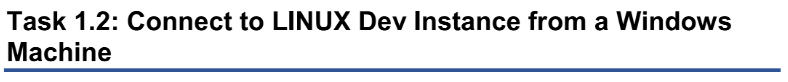 Task 1.2: Connect to LINUX Dev Instance from a Windows
Machine